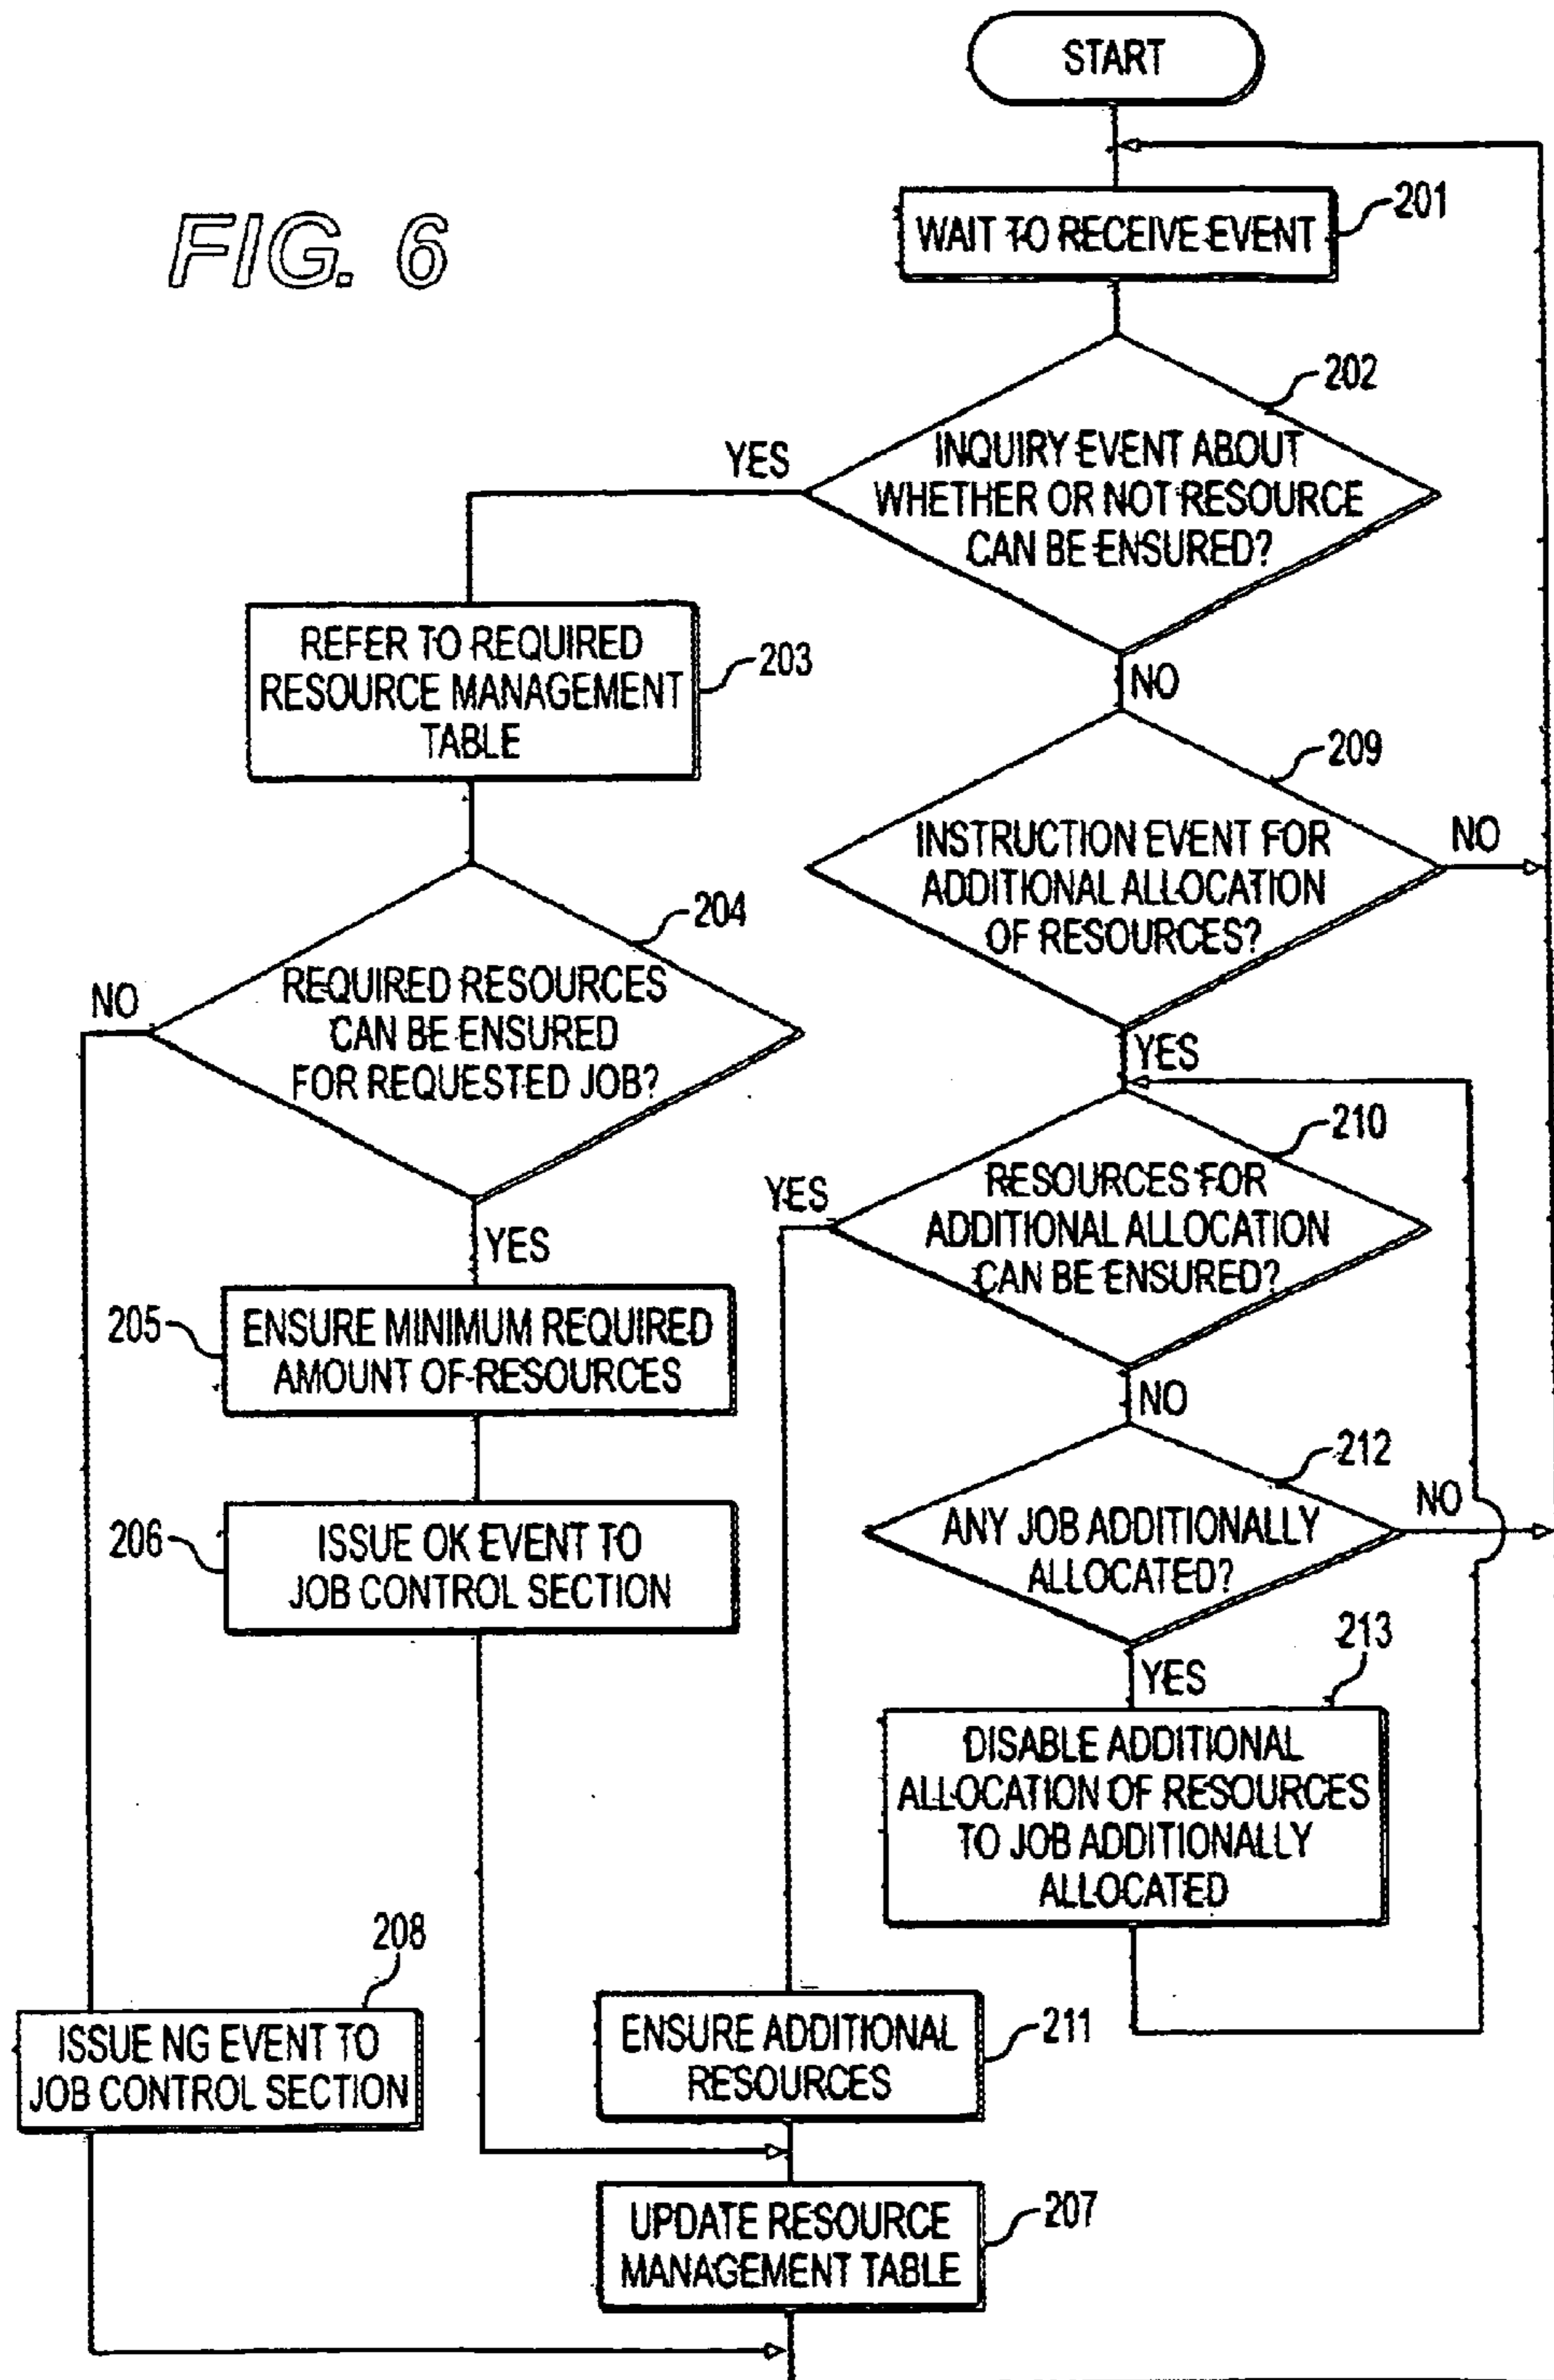 START
FIG. 6
201
WAIT TO RECEIVE EVENT
202
INQUIRY EVENT ABOUT
WHETHER OR NOT RESOURCE
CAN BE ENSURED?
YES
NO
REFER TO REQUIRED
RESOURCE MANAGEMENT
TABLE
203
REQUIRED RESOURCES
CAN BE ENSURED
FOR REQUESTED JOB?
204
NO
YES
205
ENSURE MINIMUM REQUIRED
AMOUNT OF RESOURCES
206
ISSUE OK EVENT TO
JOB CONTROL SECTION
208
ISSUE NG EVENT TO
JOB CONTROL SECTION
209
INSTRUCTION EVENT FOR
ADDITIONAL ALLOCATION
OF RESOURCES?
NO
YES
210
RESOURCES FOR
ADDITIONAL ALLOCATION
CAN BE ENSURED?
YES
NO
212
ANY JOB ADDITIONALLY
ALLOCATED?
NO
YES
213
DISABLE ADDITIONAL
ALLOCATION OF RESOURCES
TO JOB ADDITIONALLY
ALLOCATED
ENSURE ADDITIONAL
RESOURCES
211
UPDATE RESOURCE
MANAGEMENT TABLE
207